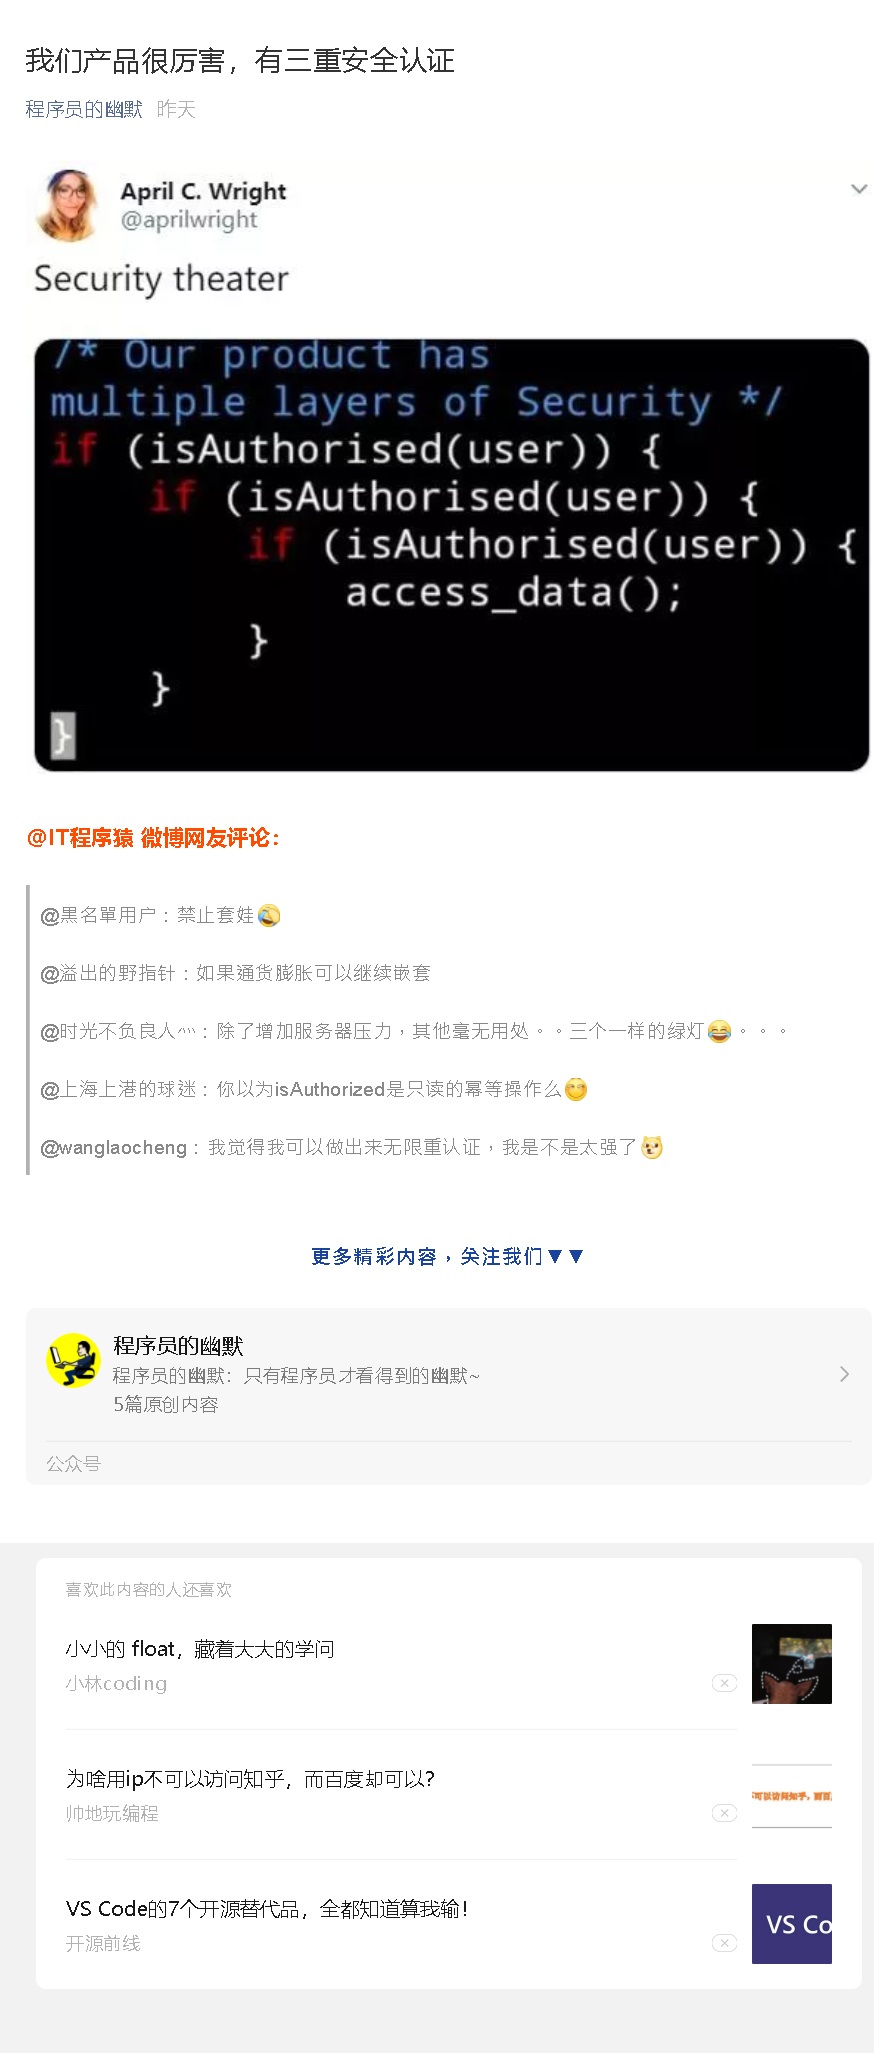 我们产品很厉害，有三重安全认证
程序员的幽默 昨天
April C. Wright
@aprilwright
Security theater
/* Our product has
multiple layers of Security */
if (isAuthorised(user)) {
if (isAuthorised(user)) {
if (isAuthorised(user)) {
access_data();
}
}
}
@IT程序猿 微博网友评论：
@黑名單用户：禁止套娃🤣
@溢出的野指针：如果通货膨胀可以继续嵌套
@时光不负良人灬：除了增加服务器压力，其他毫无用处。。三个一样的绿灯😂。。。
@上海上港的球迷：你以为isAuthorized是只读的幂等操作么😏
@wanglaocheng：我觉得我可以做出来无限重认证，我是不是太强了
更多精彩内容，关注我们▼▼
程序员的幽默
程序员的幽默：只有程序员才看得到的幽默~
5篇原创内容
公众号
喜欢此内容的人还喜欢
小小的 float，藏着大大的学问
小林coding
为啥用ip不可以访问知乎，而百度却可以?
帅地玩编程
不可以访问知乎，而百
VS Code的7个开源替代品，全都知道算我输！
开源前线
VS Co